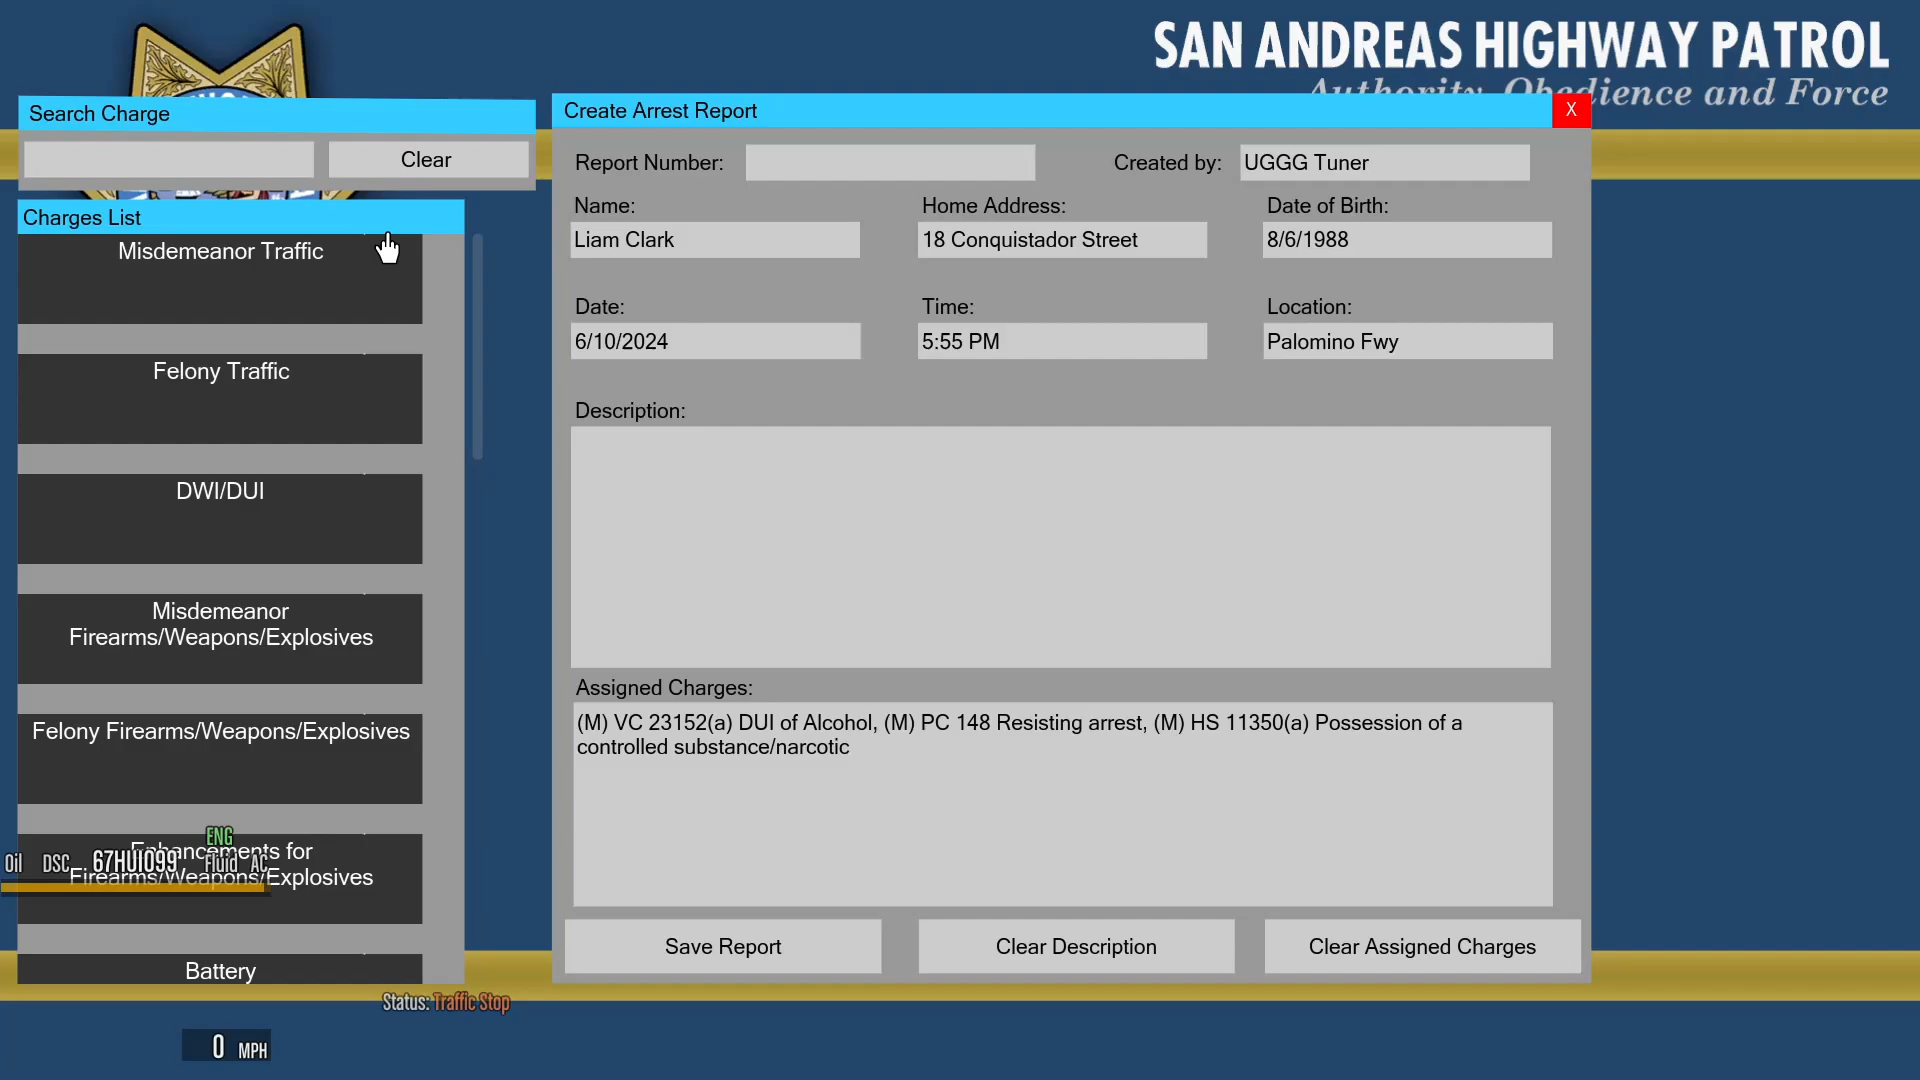 SAN ANDREAS HIGHWAY PATROL
Authority, Obedience and Force
Search Charge
Clear
Charges List
Misdemeanor Traffic
Felony Traffic
DWI/DUI
Misdemeanor
Firearms/Weapons/Explosives
Felony Firearms/Weapons/Explosives
Enhancements for
Firearms/Weapons/Explosives
Battery
Create Arrest Report
X
Report Number:
Created by: UGGG Tuner
Name: Home Address: Date of Birth:
Liam Clark 18 Conquistador Street 8/6/1988
Date: Time: Location:
6/10/2024 5:55 PM Palomino Fwy
Description:
Assigned Charges:
(M) VC 23152(a) DUI of Alcohol, (M) PC 148 Resisting arrest, (M) HS 11350(a) Possession of a
controlled substance/narcotic
Save Report Clear Description Clear Assigned Charges
ENG
Oil DSC 67HUI099 Fluid AC
Status: Traffic Stop
0 MPH